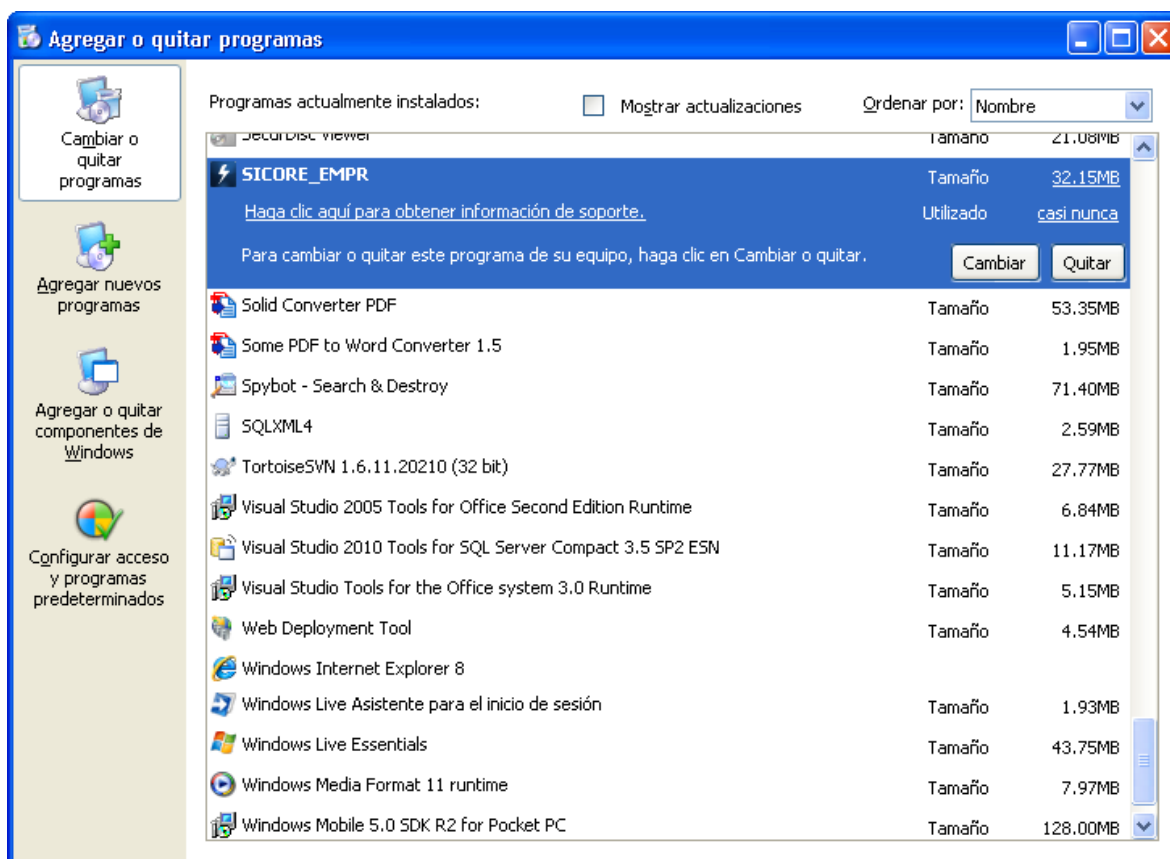 Agregar o quitar programas
Cambiar o
quitar
programas
Agregar nuevos
programas
Agregar o quitar
componentes de
Windows
Configurar acceso
y programas
predeterminados
Programas actualmente instalados: Mostrar actualizaciones Ordenar por: Nombre
SecurDisc Viewer Tamaño 21.08MB
SICORE_EMPR Tamaño 32.15MB
Haga clic aquí para obtener información de soporte. Utilizado casi nunca
Para cambiar o quitar este programa de su equipo, haga clic en Cambiar o quitar. Cambiar Quitar
Solid Converter PDF Tamaño 53.35MB
Some PDF to Word Converter 1.5 Tamaño 1.95MB
Spybot - Search & Destroy Tamaño 71.40MB
SQLXML4 Tamaño 2.59MB
TortoiseSVN 1.6.11.20210 (32 bit) Tamaño 27.77MB
Visual Studio 2005 Tools for Office Second Edition Runtime Tamaño 6.84MB
Visual Studio 2010 Tools for SQL Server Compact 3.5 SP2 ESN Tamaño 11.17MB
Visual Studio Tools for the Office system 3.0 Runtime Tamaño 5.15MB
Web Deployment Tool Tamaño 4.54MB
Windows Internet Explorer 8
Windows Live Asistente para el inicio de sesión Tamaño 1.93MB
Windows Live Essentials Tamaño 43.75MB
Windows Media Format 11 runtime Tamaño 7.97MB
Windows Mobile 5.0 SDK R2 for Pocket PC Tamaño 128.00MB